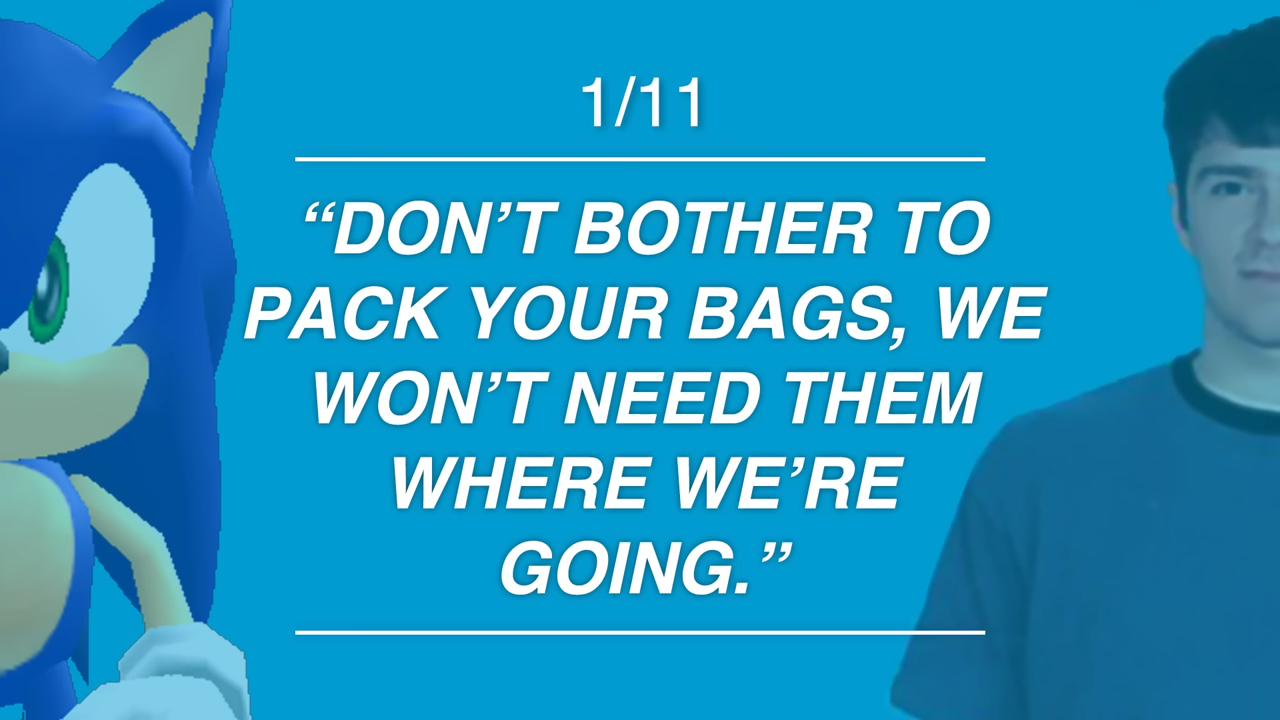 1/11
“DON’T BOTHER TO
PACK YOUR BAGS, WE
WON’T NEED THEM
WHERE WE’RE
GOING.”